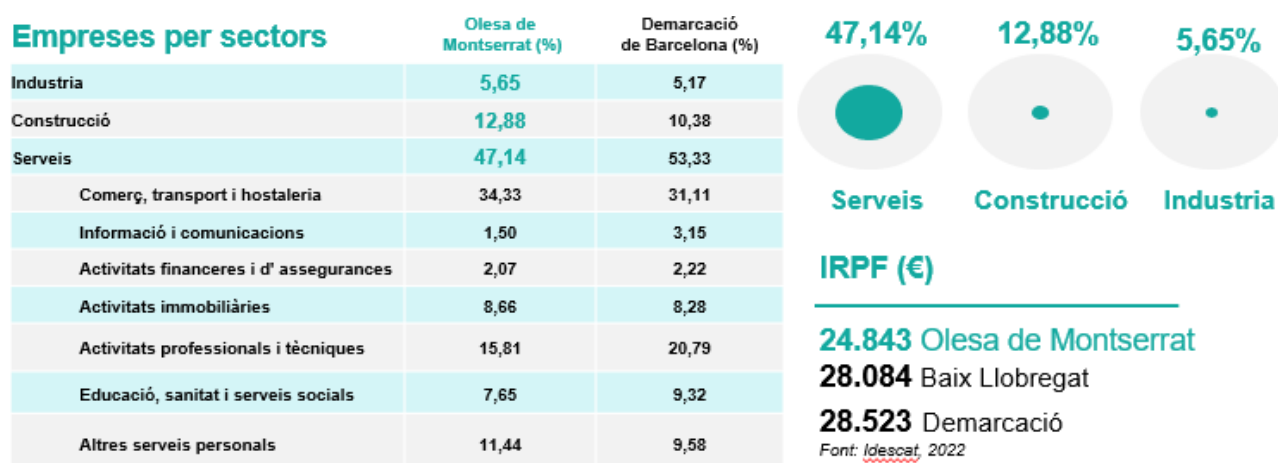 Empreses per sectors
Olesa de Montserrat (%)
Demarcació de Barcelona (%)
Industria 5,65 5,17
Construcció 12,88 10,38
Serveis 47,14 53,33
Comerç, transport i hostaleria 34,33 31,11
Informació i comunicacions 1,50 3,15
Activitats financeres i d' assegurances 2,07 2,22
Activitats immobiliàries 8,66 8,28
Activitats professionals i tècniques 15,81 20,79
Educació, sanitat i serveis socials 7,65 9,32
Altres serveis personals 11,44 9,58
47,14% 12,88% 5,65%
Serveis Construcció Industria
IRPF (€)
24.843 Olesa de Montserrat
28.084 Baix Llobregat
28.523 Demarcació
Font: Idescat, 2022